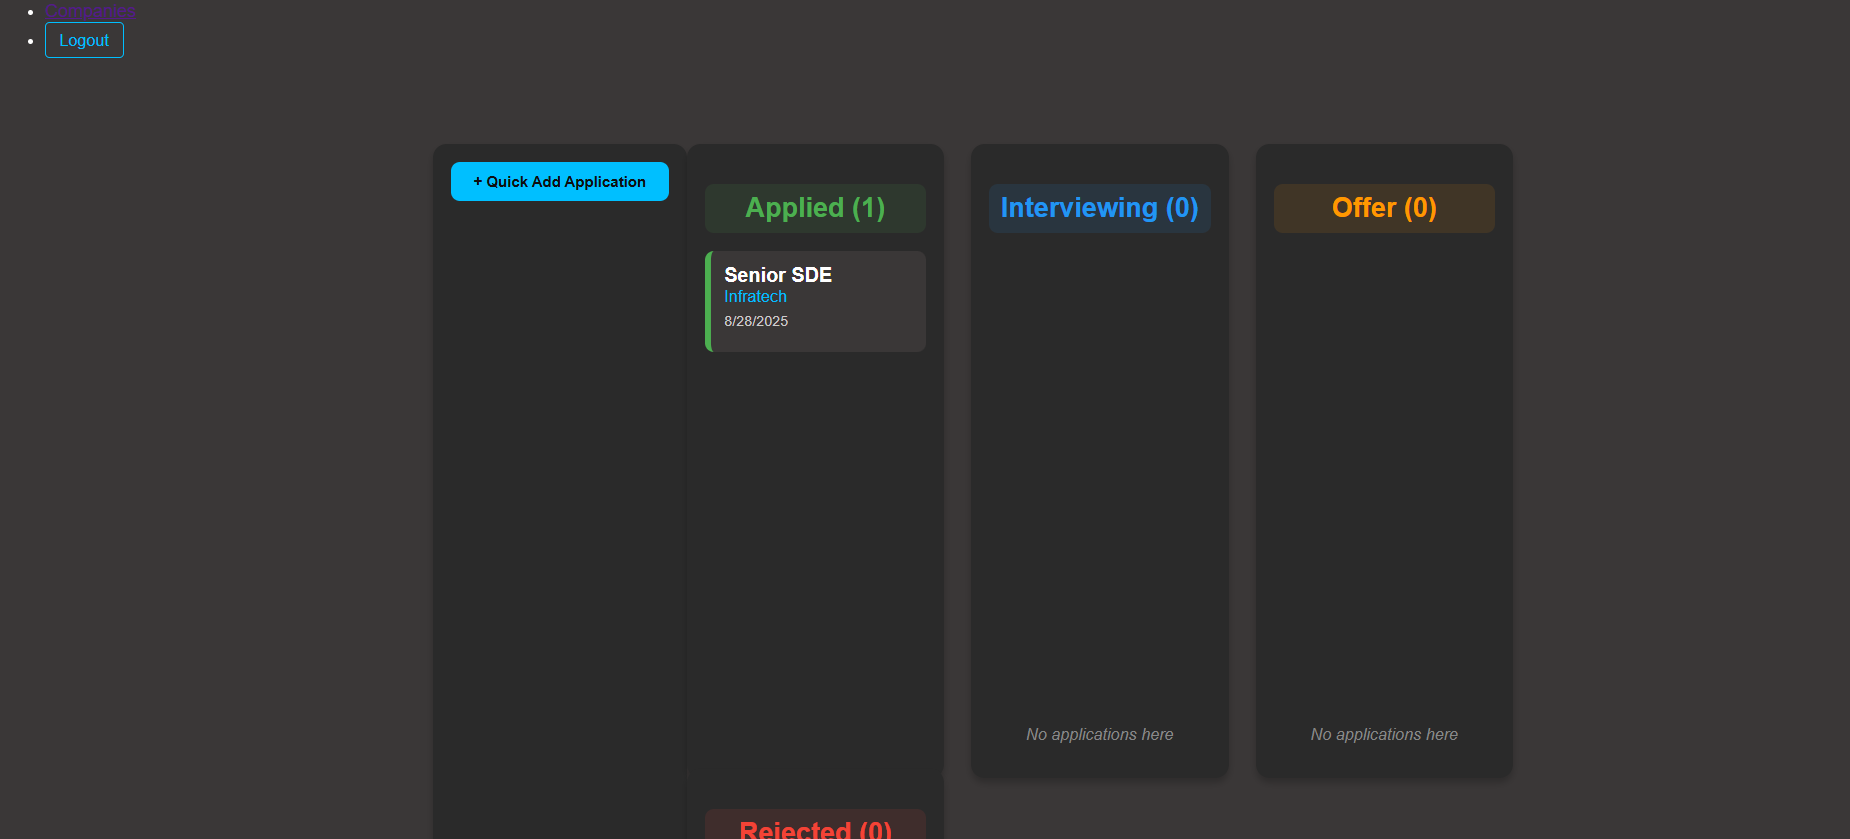 Companies
Logout
+ Quick Add Application
Applied (1)
Senior SDE
Infratech
8/28/2025
Interviewing (0)
No applications here
Offer (0)
No applications here
Rejected (0)